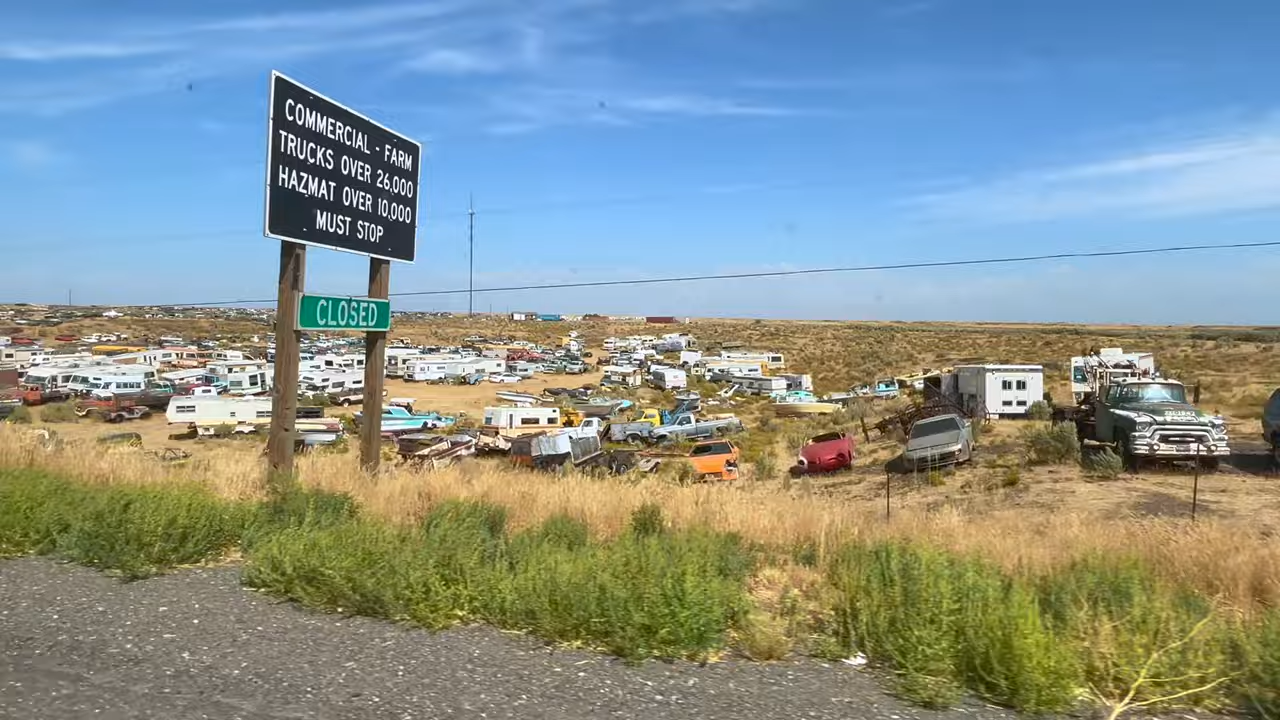 COMMERCIAL - FARM
TRUCKS OVER 26,000
HAZMAT OVER 10,000
MUST STOP
CLOSED